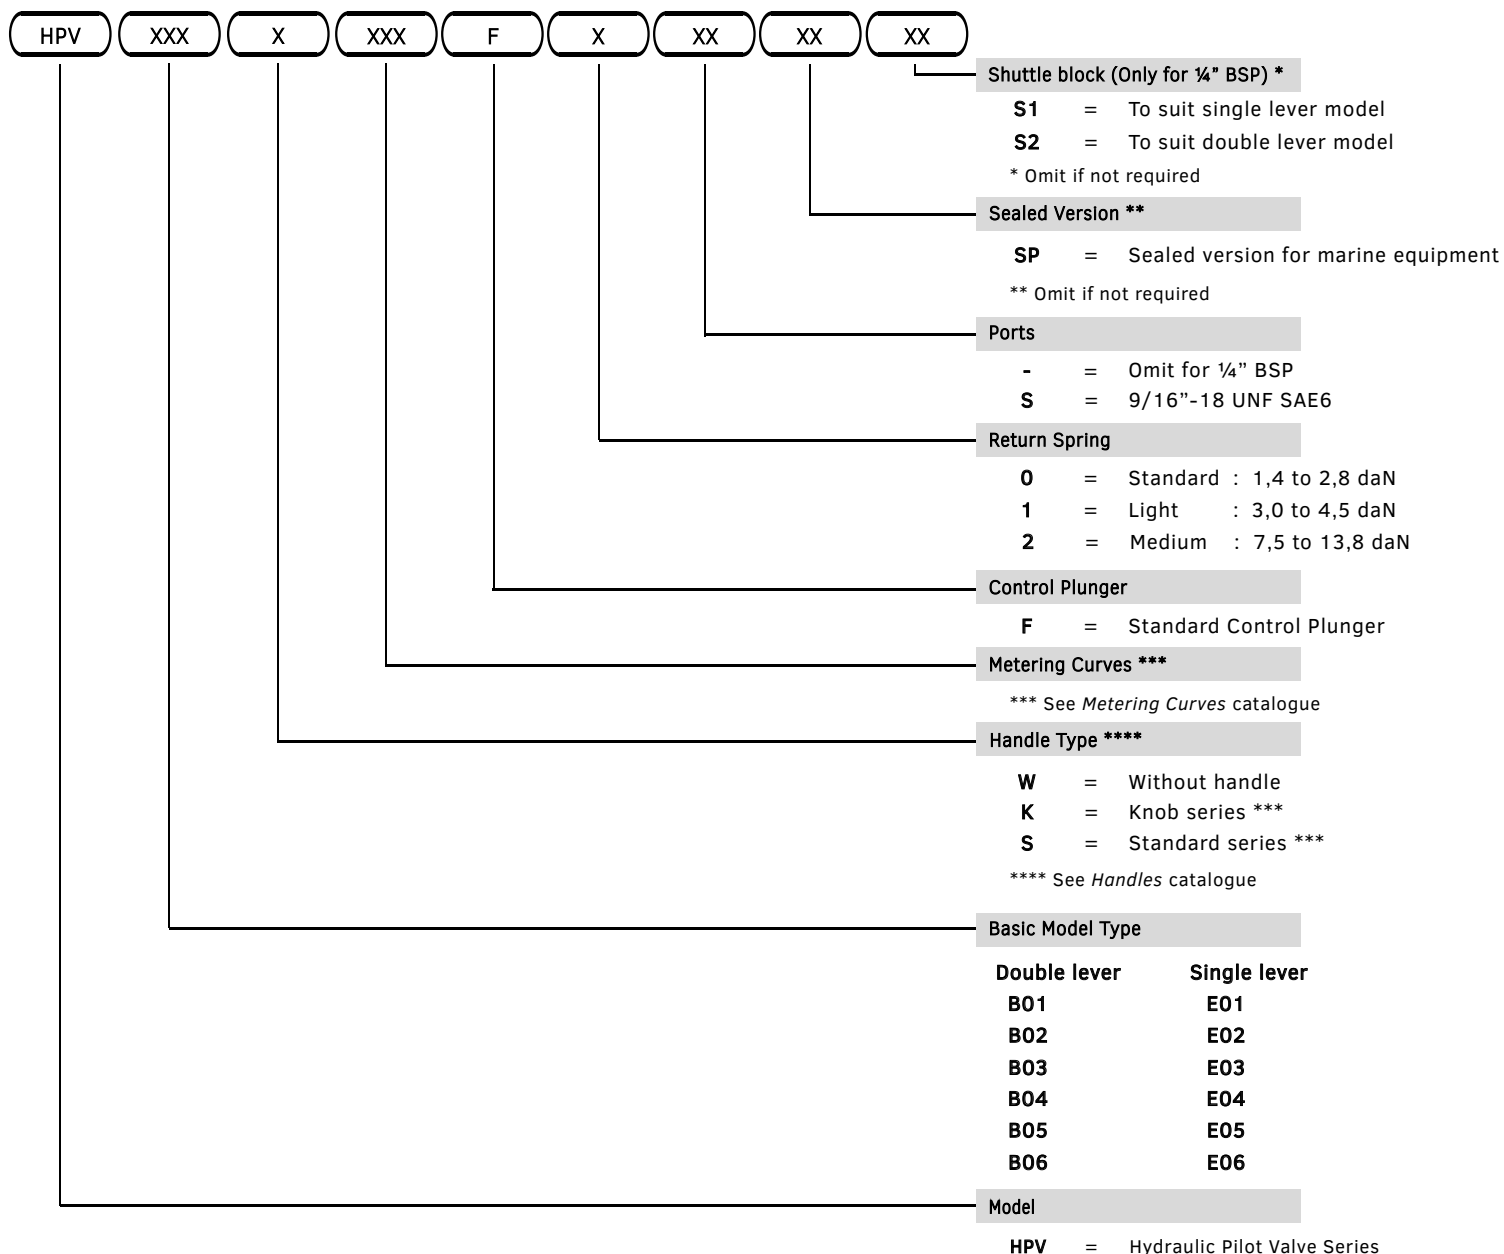 HPV XXX X XXX F X XX XX XX
Shuttle block (Only for ¼” BSP) *
S1 = To suit single lever model
S2 = To suit double lever model
* Omit if not required
Sealed Version **
SP = Sealed version for marine equipment
** Omit if not required
Ports
- = Omit for ¼” BSP
S = 9/16”-18 UNF SAE6
Return Spring
0 = Standard : 1,4 to 2,8 daN
1 = Light : 3,0 to 4,5 daN
2 = Medium : 7,5 to 13,8 daN
Control Plunger
F = Standard Control Plunger
Metering Curves ***
*** See Metering Curves catalogue
Handle Type ****
W = Without handle
K = Knob series ***
S = Standard series ***
**** See Handles catalogue
Basic Model Type
Double lever Single lever
B01 E01
B02 E02
B03 E03
B04 E04
B05 E05
B06 E06
Model
HPV = Hydraulic Pilot Valve Series